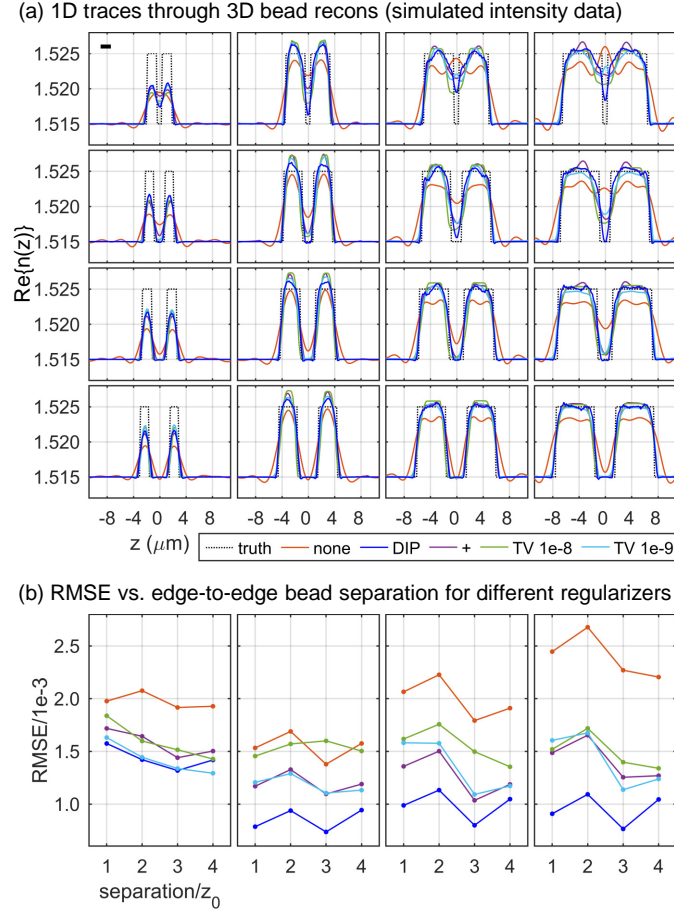 (a) 1D traces through 3D bead recons (simulated intensity data)
1.525
1.520
1.515
1.525
1.520
1.515
1.525
1.520
1.515
1.525
1.520
1.515
Re{n(z)}
-8 -4 0 4 8 -8 -4 0 4 8 -8 -4 0 4 8 -8 -4 0 4 8
z (μm)
truth none DIP + TV 1e-8 TV 1e-9
(b) RMSE vs. edge-to-edge bead separation for different regularizers
2.5
2.0
1.5
1.0
RMSE/1e-3
1 2 3 4 1 2 3 4 1 2 3 4 1 2 3 4
separation/z₀